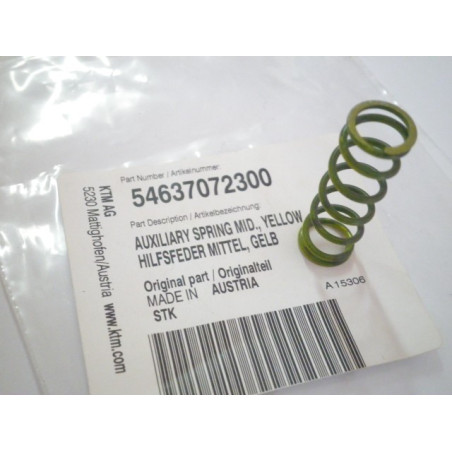 Part Number / Artikelnummer
54637072300
Part Description / Artikelbezeichnung
AUXILIARY SPRING MID., YELLOW
HILFSFEDER MITTEL, GELB
Original part / Originalteil
MADE IN AUSTRIA
STK
A 15306
KTM AG
5230 Mattighofen/Austria www.ktm.com